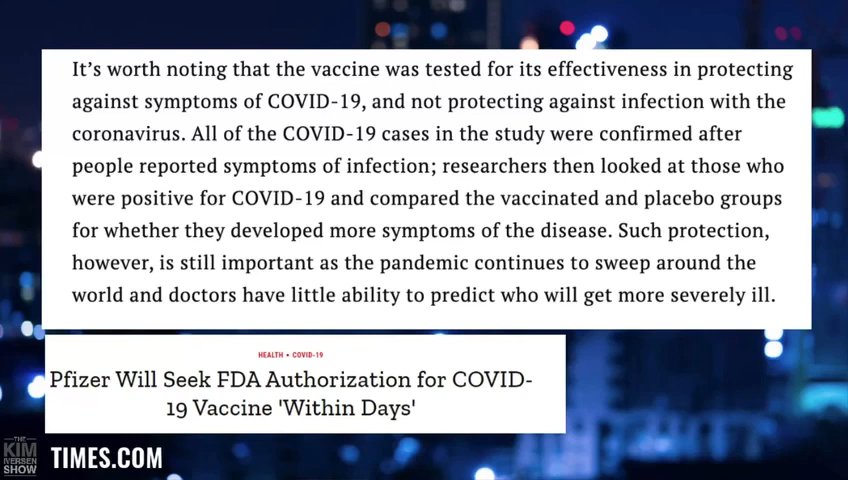 It’s worth noting that the vaccine was tested for its effectiveness in protecting
against symptoms of COVID-19, and not protecting against infection with the
coronavirus. All of the COVID-19 cases in the study were confirmed after
people reported symptoms of infection; researchers then looked at those who
were positive for COVID-19 and compared the vaccinated and placebo groups
for whether they developed more symptoms of the disease. Such protection,
however, is still important as the pandemic continues to sweep around the
world and doctors have little ability to predict who will get more severely ill.
HEALTH • COVID-19
Pfizer Will Seek FDA Authorization for COVID-
19 Vaccine 'Within Days'
THE
KIM
IVERSEN
SHOW
TIMES.COM